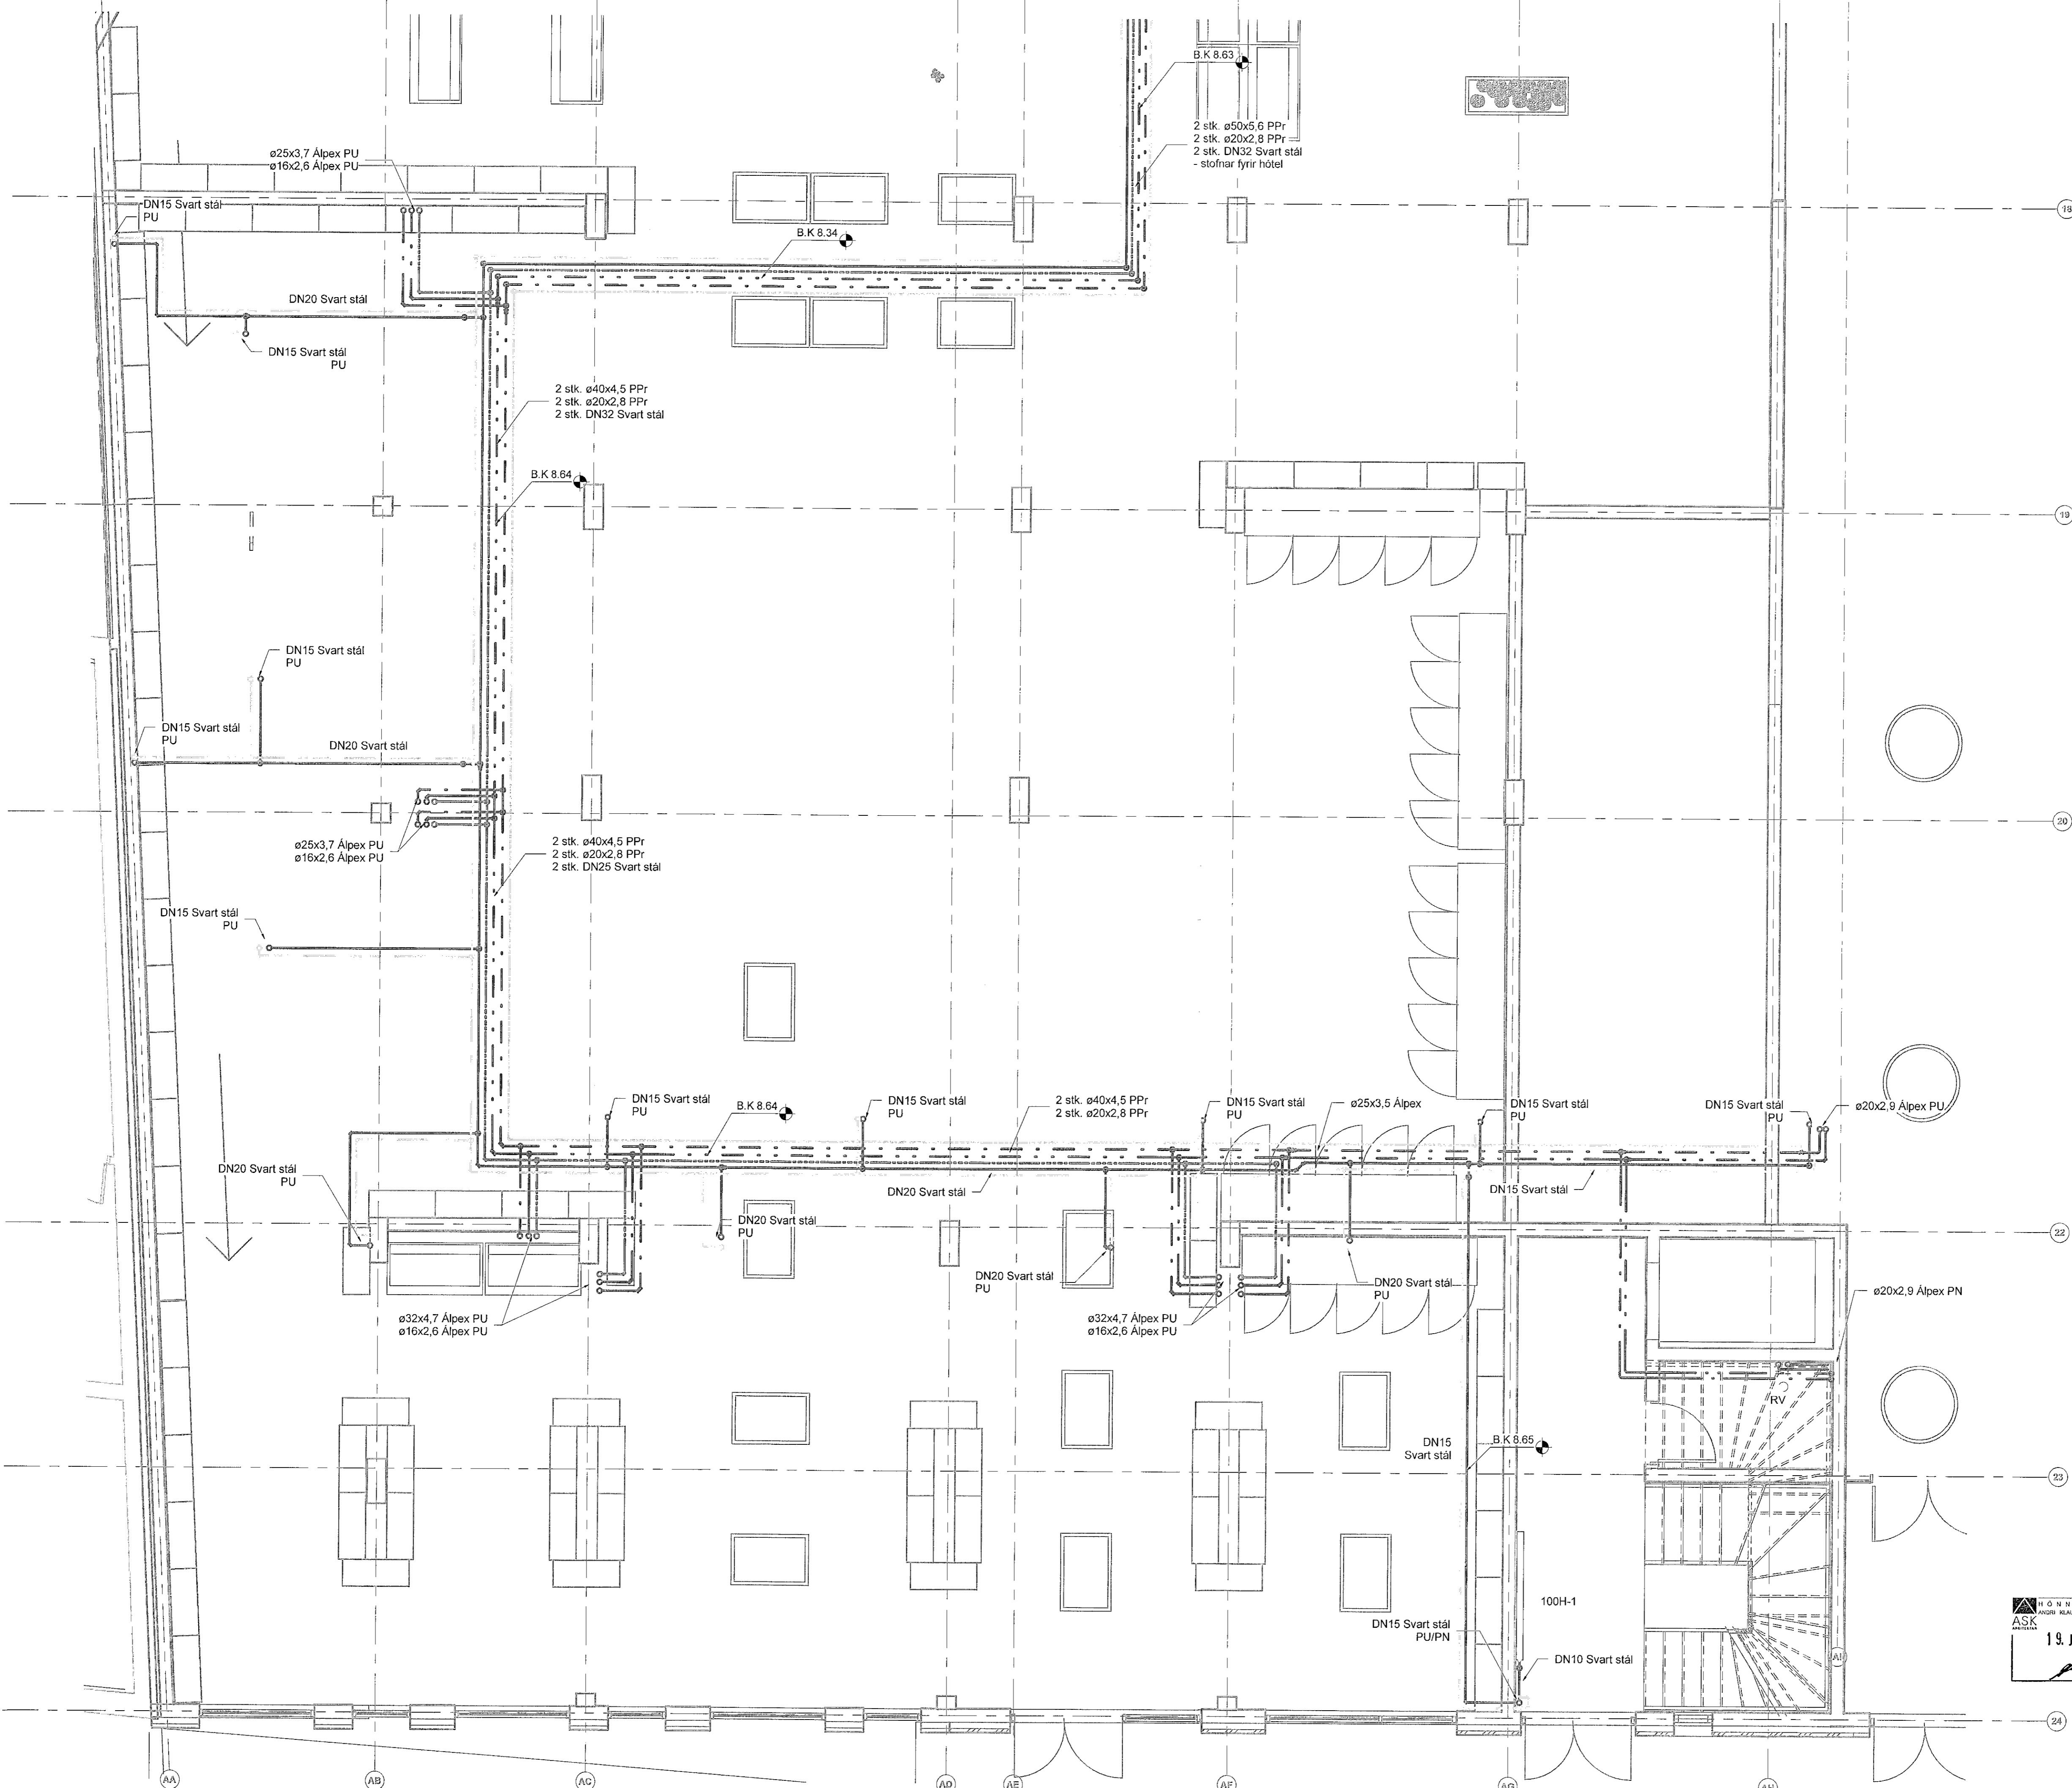 B.K 8.63
2 stk. ø50x5,6 PPr
2 stk. ø20x2,8 PPr
2 stk. DN32 Svart stál
- stofnar fyrir hótel
ø25x3,7 Álpex PU
ø16x2,6 Álpex PU
DN15 Svart stál
PU
18
B.K 8.34
DN20 Svart stál
DN15 Svart stál
PU
2 stk. ø40x4,5 PPr
2 stk. ø20x2,8 PPr
2 stk. DN32 Svart stál
B.K 8.64
19
DN15 Svart stál
PU
DN15 Svart stál
PU
DN20 Svart stál
20
ø25x3,7 Álpex PU
ø16x2,6 Álpex PU
2 stk. ø40x4,5 PPr
2 stk. ø20x2,8 PPr
2 stk. DN25 Svart stál
DN15 Svart stál
PU
DN15 Svart stál
PU
B.K 8.64
DN15 Svart stál
PU
2 stk. ø40x4,5 PPr
2 stk. ø20x2,8 PPr
DN15 Svart stál
PU
ø25x3,5 Álpex
DN15 Svart stál
PU
DN15 Svart stál
PU
ø20x2,9 Álpex PU
DN20 Svart stál
PU
DN20 Svart stál
DN15 Svart stál
DN20 Svart stál
PU
22
DN20 Svart stál
PU
DN20 Svart stál
PU
ø20x2,9 Álpex PN
ø32x4,7 Álpex PU
ø16x2,6 Álpex PU
ø32x4,7 Álpex PU
ø16x2,6 Álpex PU
RV
DN15
Svart stál
B.K 8.65
23
100H-1
DN15 Svart stál
PU/PN
DN10 Svart stál
ASK
ARKITEKTAR
19.
AI
24
AA
AB
AC
AD
AE
AF
AG
AH